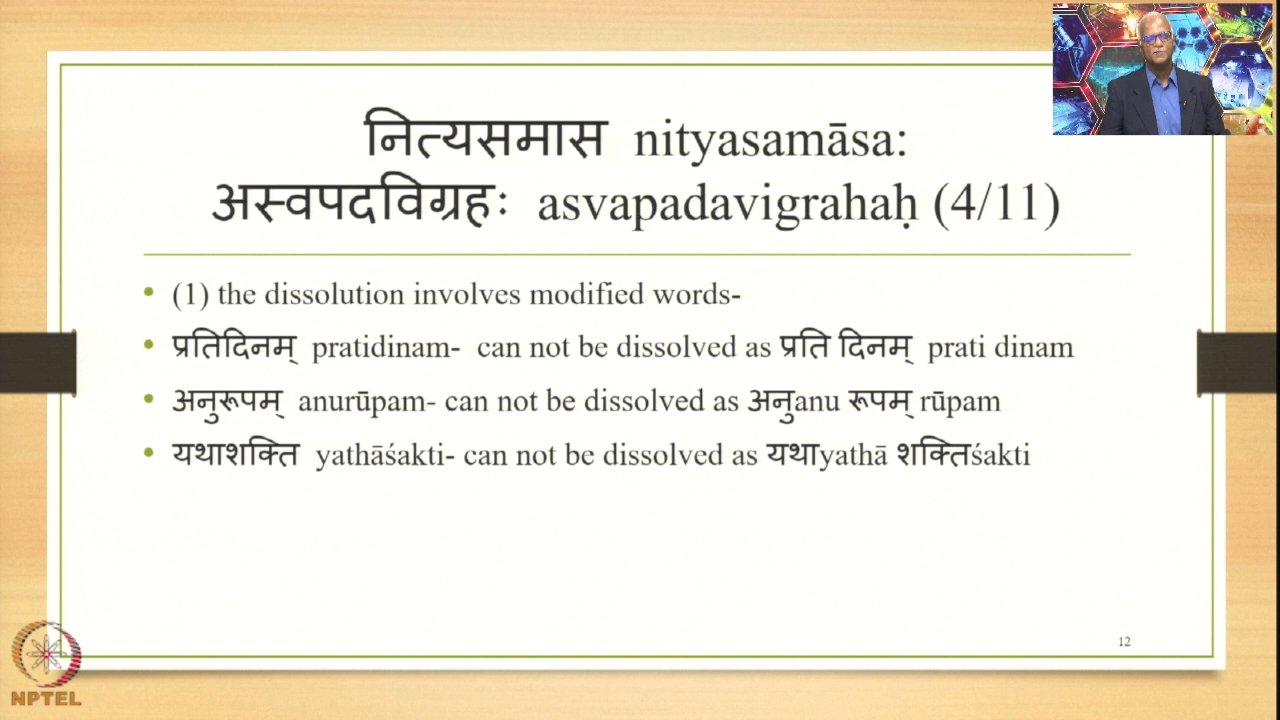 नित्यसमास nityasamāsa:
अस्वपदविग्रहः asvapadavigrahaḥ (4/11)
(1) the dissolution involves modified words-
प्रतिदिनम् pratidinam- can not be dissolved as प्रति दिनम् prati dinam
अनुरूपम् anurūpam- can not be dissolved as अनुanu रूपम् rūpam
यथाशक्ति yathāśakti- can not be dissolved as यथाyathā शक्तिśakti
12
NPTEL